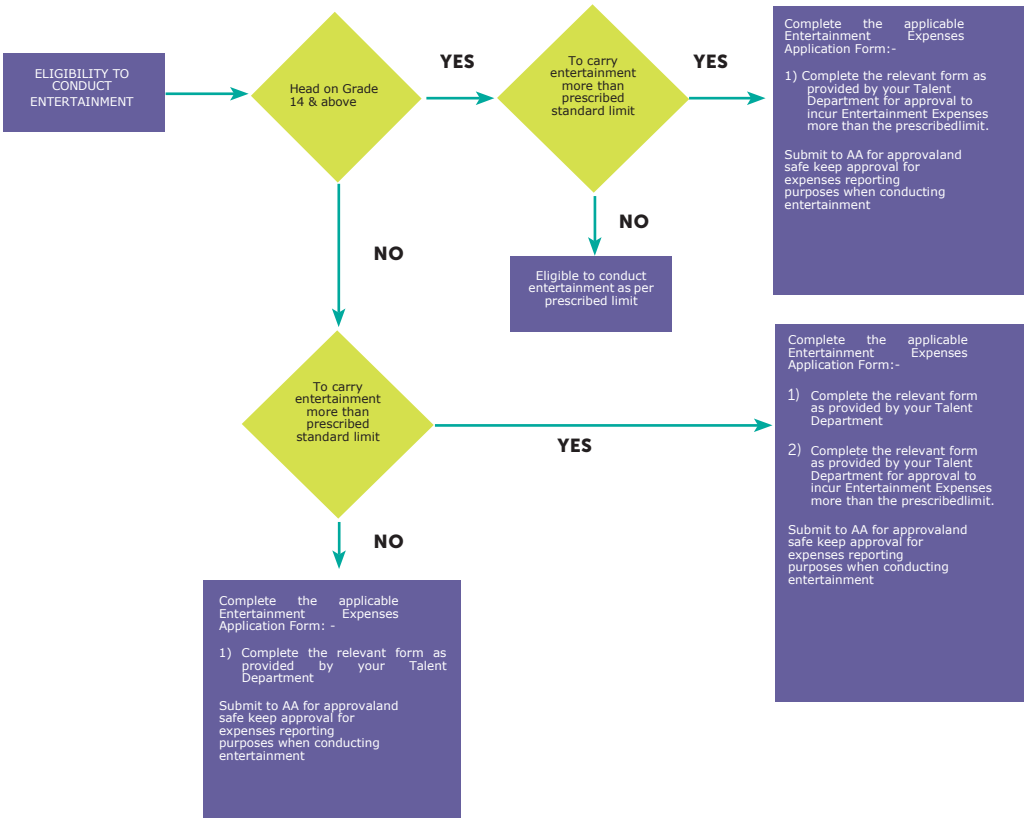 ELIGIBILITY TO
CONDUCT
ENTERTAINMENT
Head on Grade
14 & above
YES
To carry
entertainment
more than
prescribed
standard limit
YES
Complete the applicable
Entertainment Expenses
Application Form:-
1) Complete the relevant form as
provided by your Talent
Department for approval to
incur Entertainment Expenses
more than the prescribedlimit.
Submit to AA for approvaland
safe keep approval for
expenses reporting
purposes when conducting
entertainment
NO
Eligible to conduct
entertainment as per
prescribed limit
NO
To carry
entertainment
more than
prescribed
standard limit
YES
Complete the applicable
Entertainment Expenses
Application Form:-
1) Complete the relevant form
as provided by your Talent
Department
2) Complete the relevant form
as provided by your Talent
Department for approval to
incur Entertainment Expenses
more than the prescribedlimit.
Submit to AA for approvaland
safe keep approval for
expenses reporting
purposes when conducting
entertainment
NO
Complete the applicable
Entertainment Expenses
Application Form: -
1) Complete the relevant form as
provided by your Talent
Department
Submit to AA for approvaland
safe keep approval for
expenses reporting
purposes when conducting
entertainment